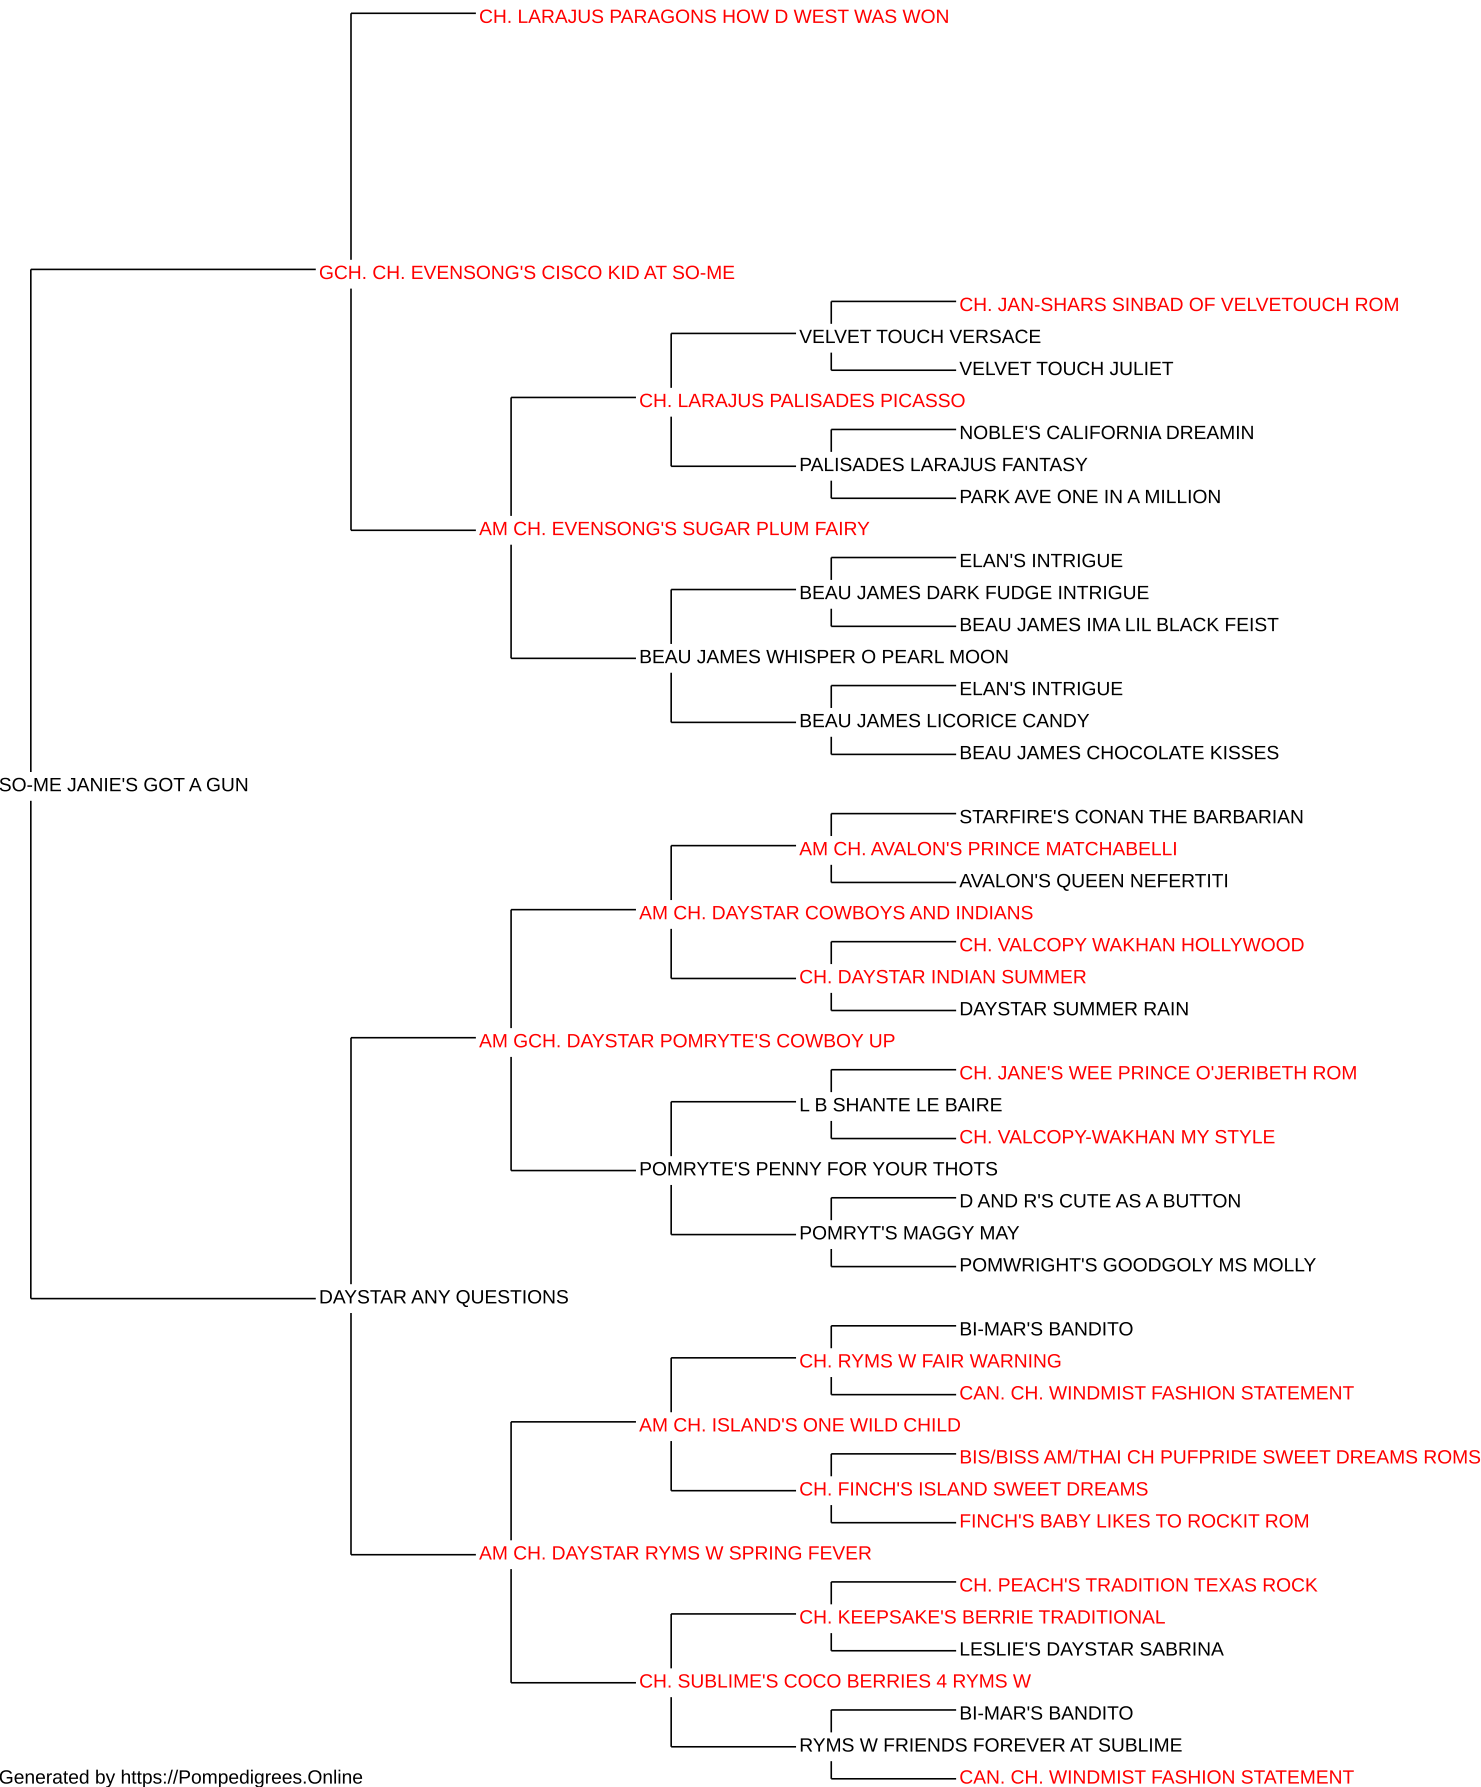 CH. LARAJUS PARAGONS HOW D WEST WAS WON
GCH. CH. EVENSONG'S CISCO KID AT SO-ME
CH. JAN-SHARS SINBAD OF VELVETOUCH ROM
VELVET TOUCH VERSACE
VELVET TOUCH JULIET
CH. LARAJUS PALISADES PICASSO
NOBLE'S CALIFORNIA DREAMIN
PALISADES LARAJUS FANTASY
PARK AVE ONE IN A MILLION
AM CH. EVENSONG'S SUGAR PLUM FAIRY
ELAN'S INTRIGUE
BEAU JAMES DARK FUDGE INTRIGUE
BEAU JAMES IMA LIL BLACK FEIST
BEAU JAMES WHISPER O PEARL MOON
ELAN'S INTRIGUE
BEAU JAMES LICORICE CANDY
BEAU JAMES CHOCOLATE KISSES
SO-ME JANIE'S GOT A GUN
STARFIRE'S CONAN THE BARBARIAN
AM CH. AVALON'S PRINCE MATCHABELLI
AVALON'S QUEEN NEFERTITI
AM CH. DAYSTAR COWBOYS AND INDIANS
CH. VALCOPY WAKHAN HOLLYWOOD
CH. DAYSTAR INDIAN SUMMER
DAYSTAR SUMMER RAIN
AM GCH. DAYSTAR POMRYTE'S COWBOY UP
CH. JANE'S WEE PRINCE O'JERIBETH ROM
L B SHANTE LE BAIRE
CH. VALCOPY-WAKHAN MY STYLE
POMRYTE'S PENNY FOR YOUR THOTS
D AND R'S CUTE AS A BUTTON
POMRYT'S MAGGY MAY
POMWRIGHT'S GOODGOLY MS MOLLY
DAYSTAR ANY QUESTIONS
BI-MAR'S BANDITO
CH. RYMS W FAIR WARNING
CAN. CH. WINDMIST FASHION STATEMENT
AM CH. ISLAND'S ONE WILD CHILD
BIS/BISS AM/THAI CH PUFPRIDE SWEET DREAMS ROMS
CH. FINCH'S ISLAND SWEET DREAMS
FINCH'S BABY LIKES TO ROCKIT ROM
AM CH. DAYSTAR RYMS W SPRING FEVER
CH. PEACH'S TRADITION TEXAS ROCK
CH. KEEPSAKE'S BERRIE TRADITIONAL
LESLIE'S DAYSTAR SABRINA
CH. SUBLIME'S COCO BERRIES 4 RYMS W
BI-MAR'S BANDITO
RYMS W FRIENDS FOREVER AT SUBLIME
CAN. CH. WINDMIST FASHION STATEMENT
Generated by https://Pompedigrees.Online